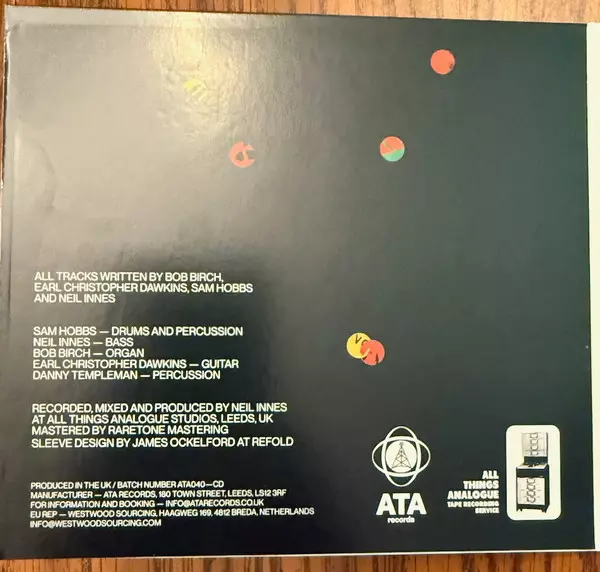 ALL TRACKS WRITTEN BY BOB BIRCH,
EARL CHRISTOPHER DAWKINS, SAM HOBBS
AND NEIL INNES
SAM HOBBS — DRUMS AND PERCUSSION
NEIL INNES — BASS
BOB BIRCH — ORGAN
EARL CHRISTOPHER DAWKINS — GUITAR
DANNY TEMPLEMAN — PERCUSSION
RECORDED, MIXED AND PRODUCED BY NEIL INNES
AT ALL THINGS ANALOGUE STUDIOS, LEEDS, UK
MASTERED BY RARETONE MASTERING
SLEEVE DESIGN BY JAMES OCKELFORD AT REFOLD
PRODUCED IN THE UK / BATCH NUMBER ATA040—CD
MANUFACTURER — ATA RECORDS, 180 TOWN STREET, LEEDS, LS12 3RF
FOR INFORMATION AND BOOKING — INFO@ATARECORDS.CO.UK
EU REP — WESTWOOD SOURCING, HAAGWEG 169, 4812 BREDA, NETHERLANDS
INFO@WESTWOODSOURCING.COM
ATA
records
ALL
THINGS
ANALOGUE
TAPE RECORDING
SERVICE